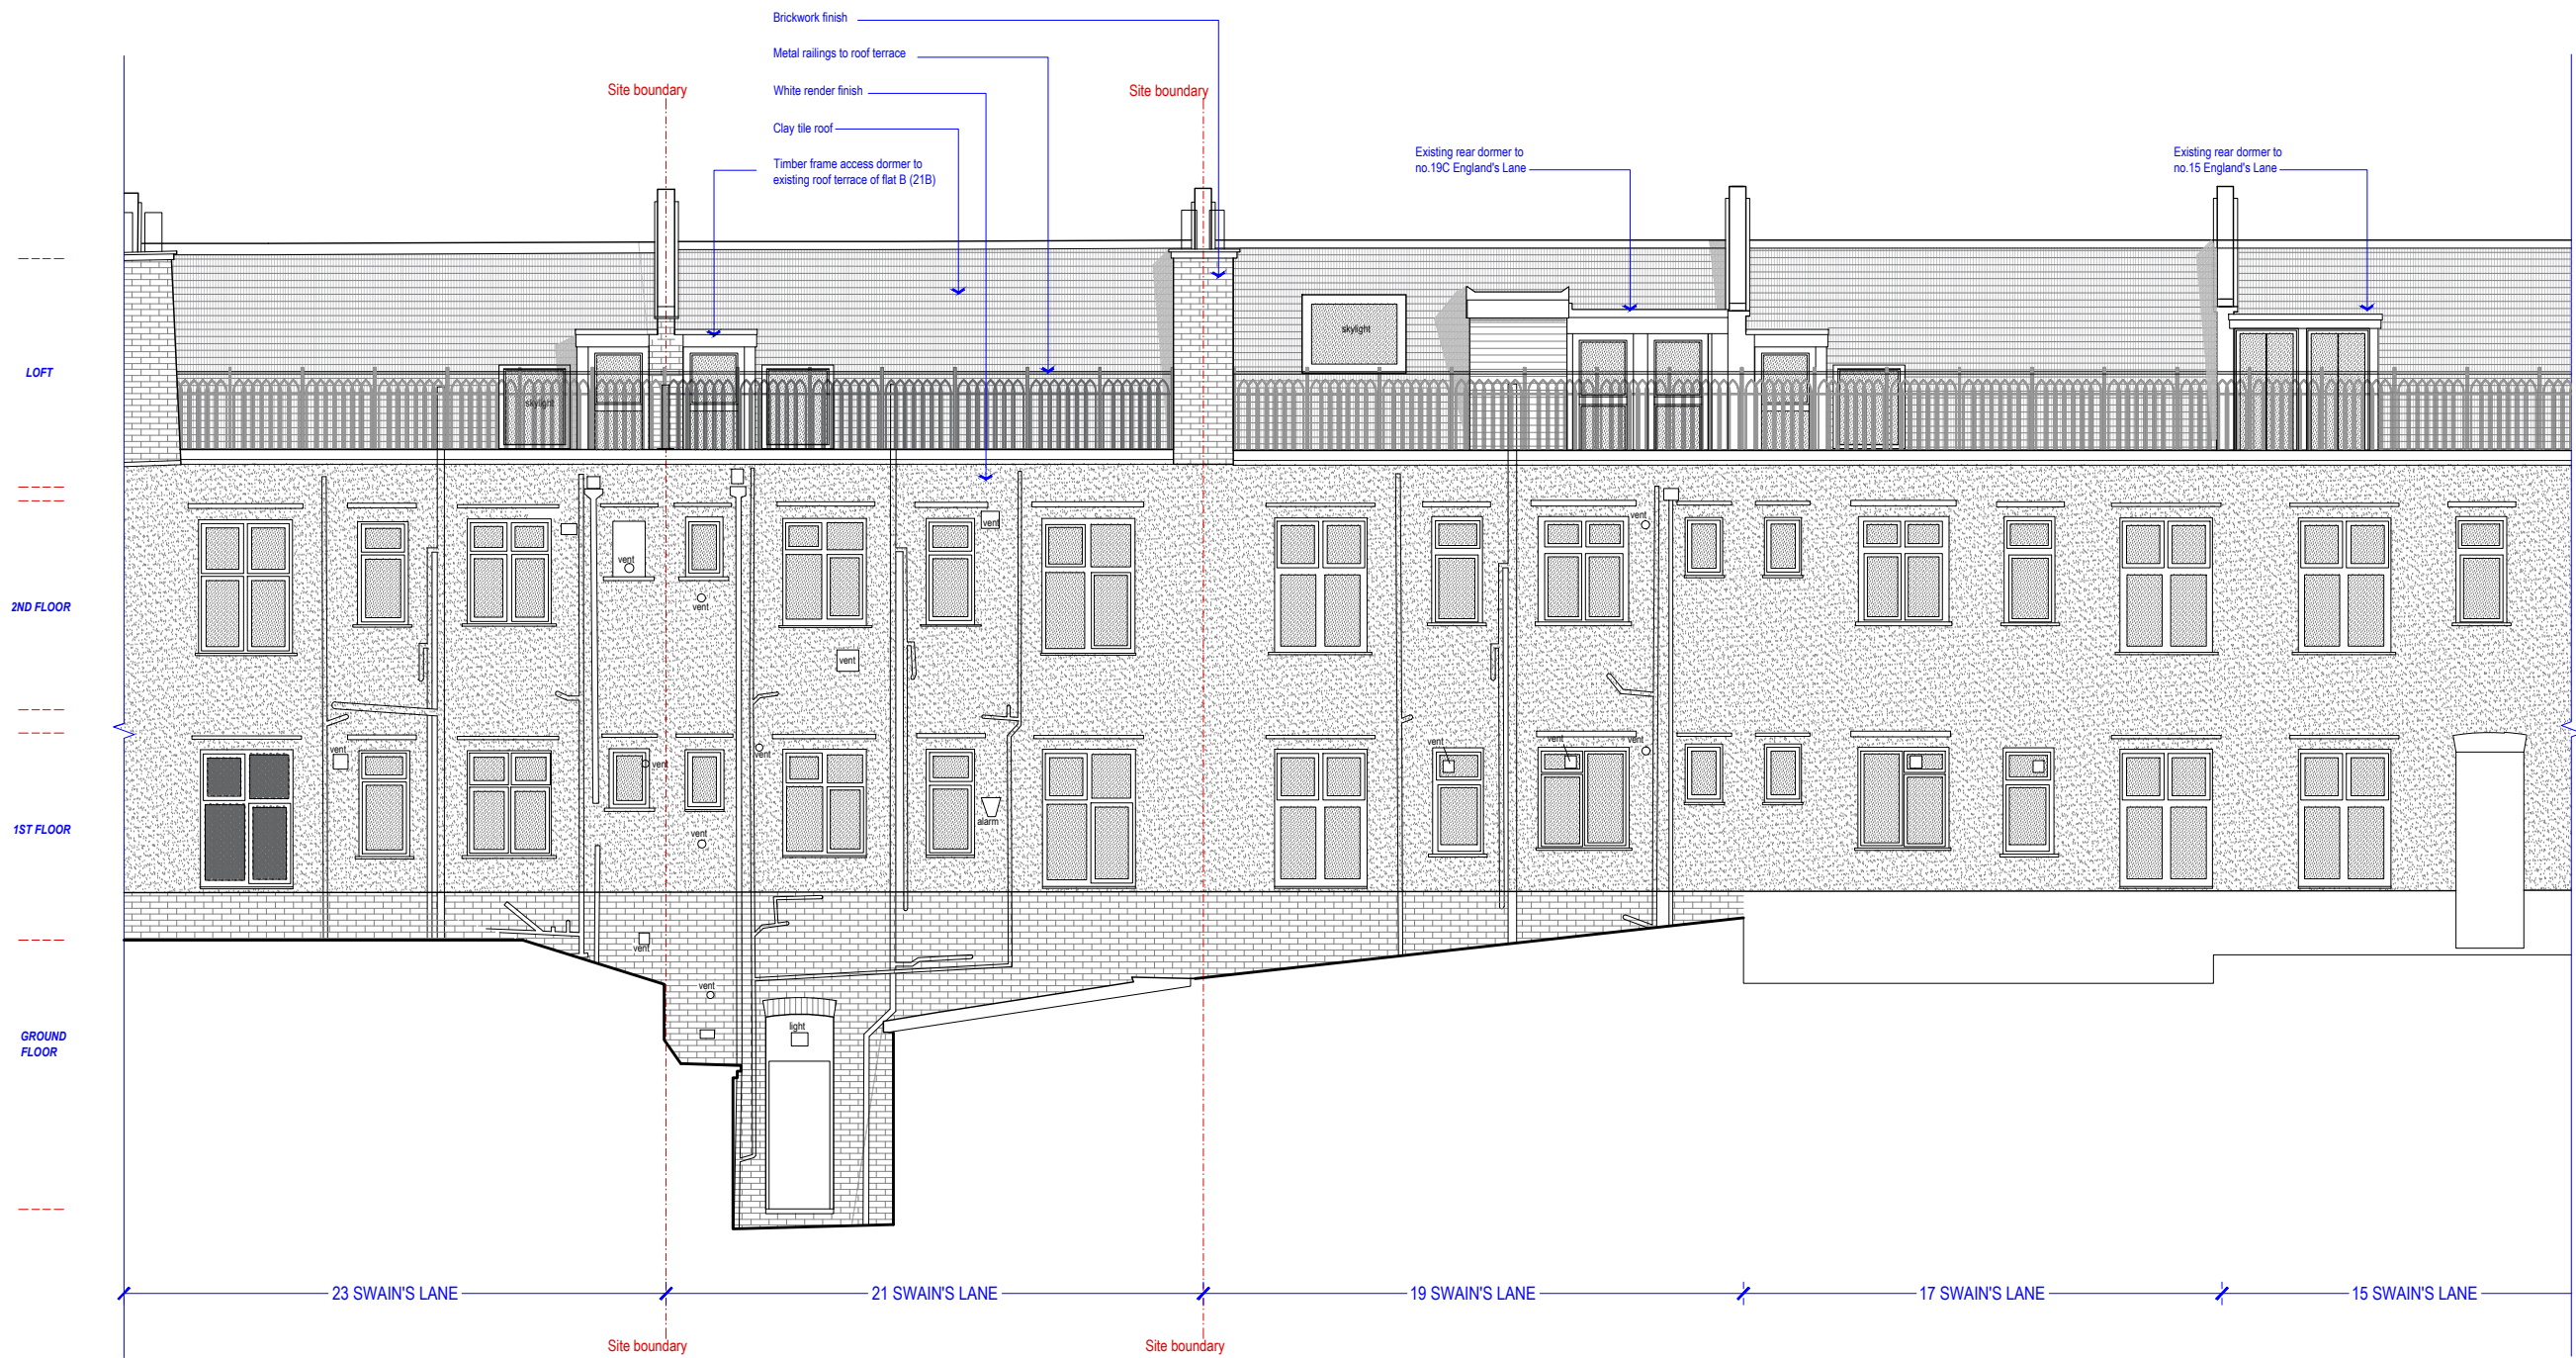 Brickwork finish
Metal railings to roof terrace
Site boundary
Site boundary
White render finish
Clay tile roof
Timber frame access dormer to
existing roof terrace of flat B (21B)
Existing rear dormer to
no.19C England's Lane
Existing rear dormer to
no.15 England's Lane
skylight
LOFT
skylight
vent
vent
vent
vent
2ND FLOOR
vent
vent
vent
vent
vent
vent
vent
vent
1ST FLOOR
alarm
vent
vent
vent
light
GROUND
FLOOR
23 SWAIN'S LANE
21 SWAIN'S LANE
19 SWAIN'S LANE
17 SWAIN'S LANE
15 SWAIN'S LANE
Site boundary
Site boundary